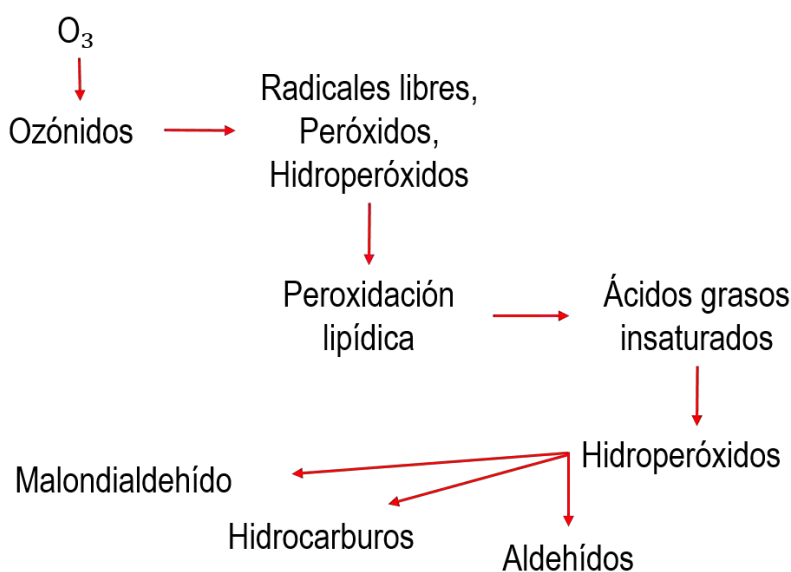 O₃
Ozónidos
Radicales libres,
Peróxidos,
Hidroperóxidos
Peroxidación
lipídica
Ácidos grasos
insaturados
Hidroperóxidos
Malondialdehído
Hidrocarburos
Aldehídos